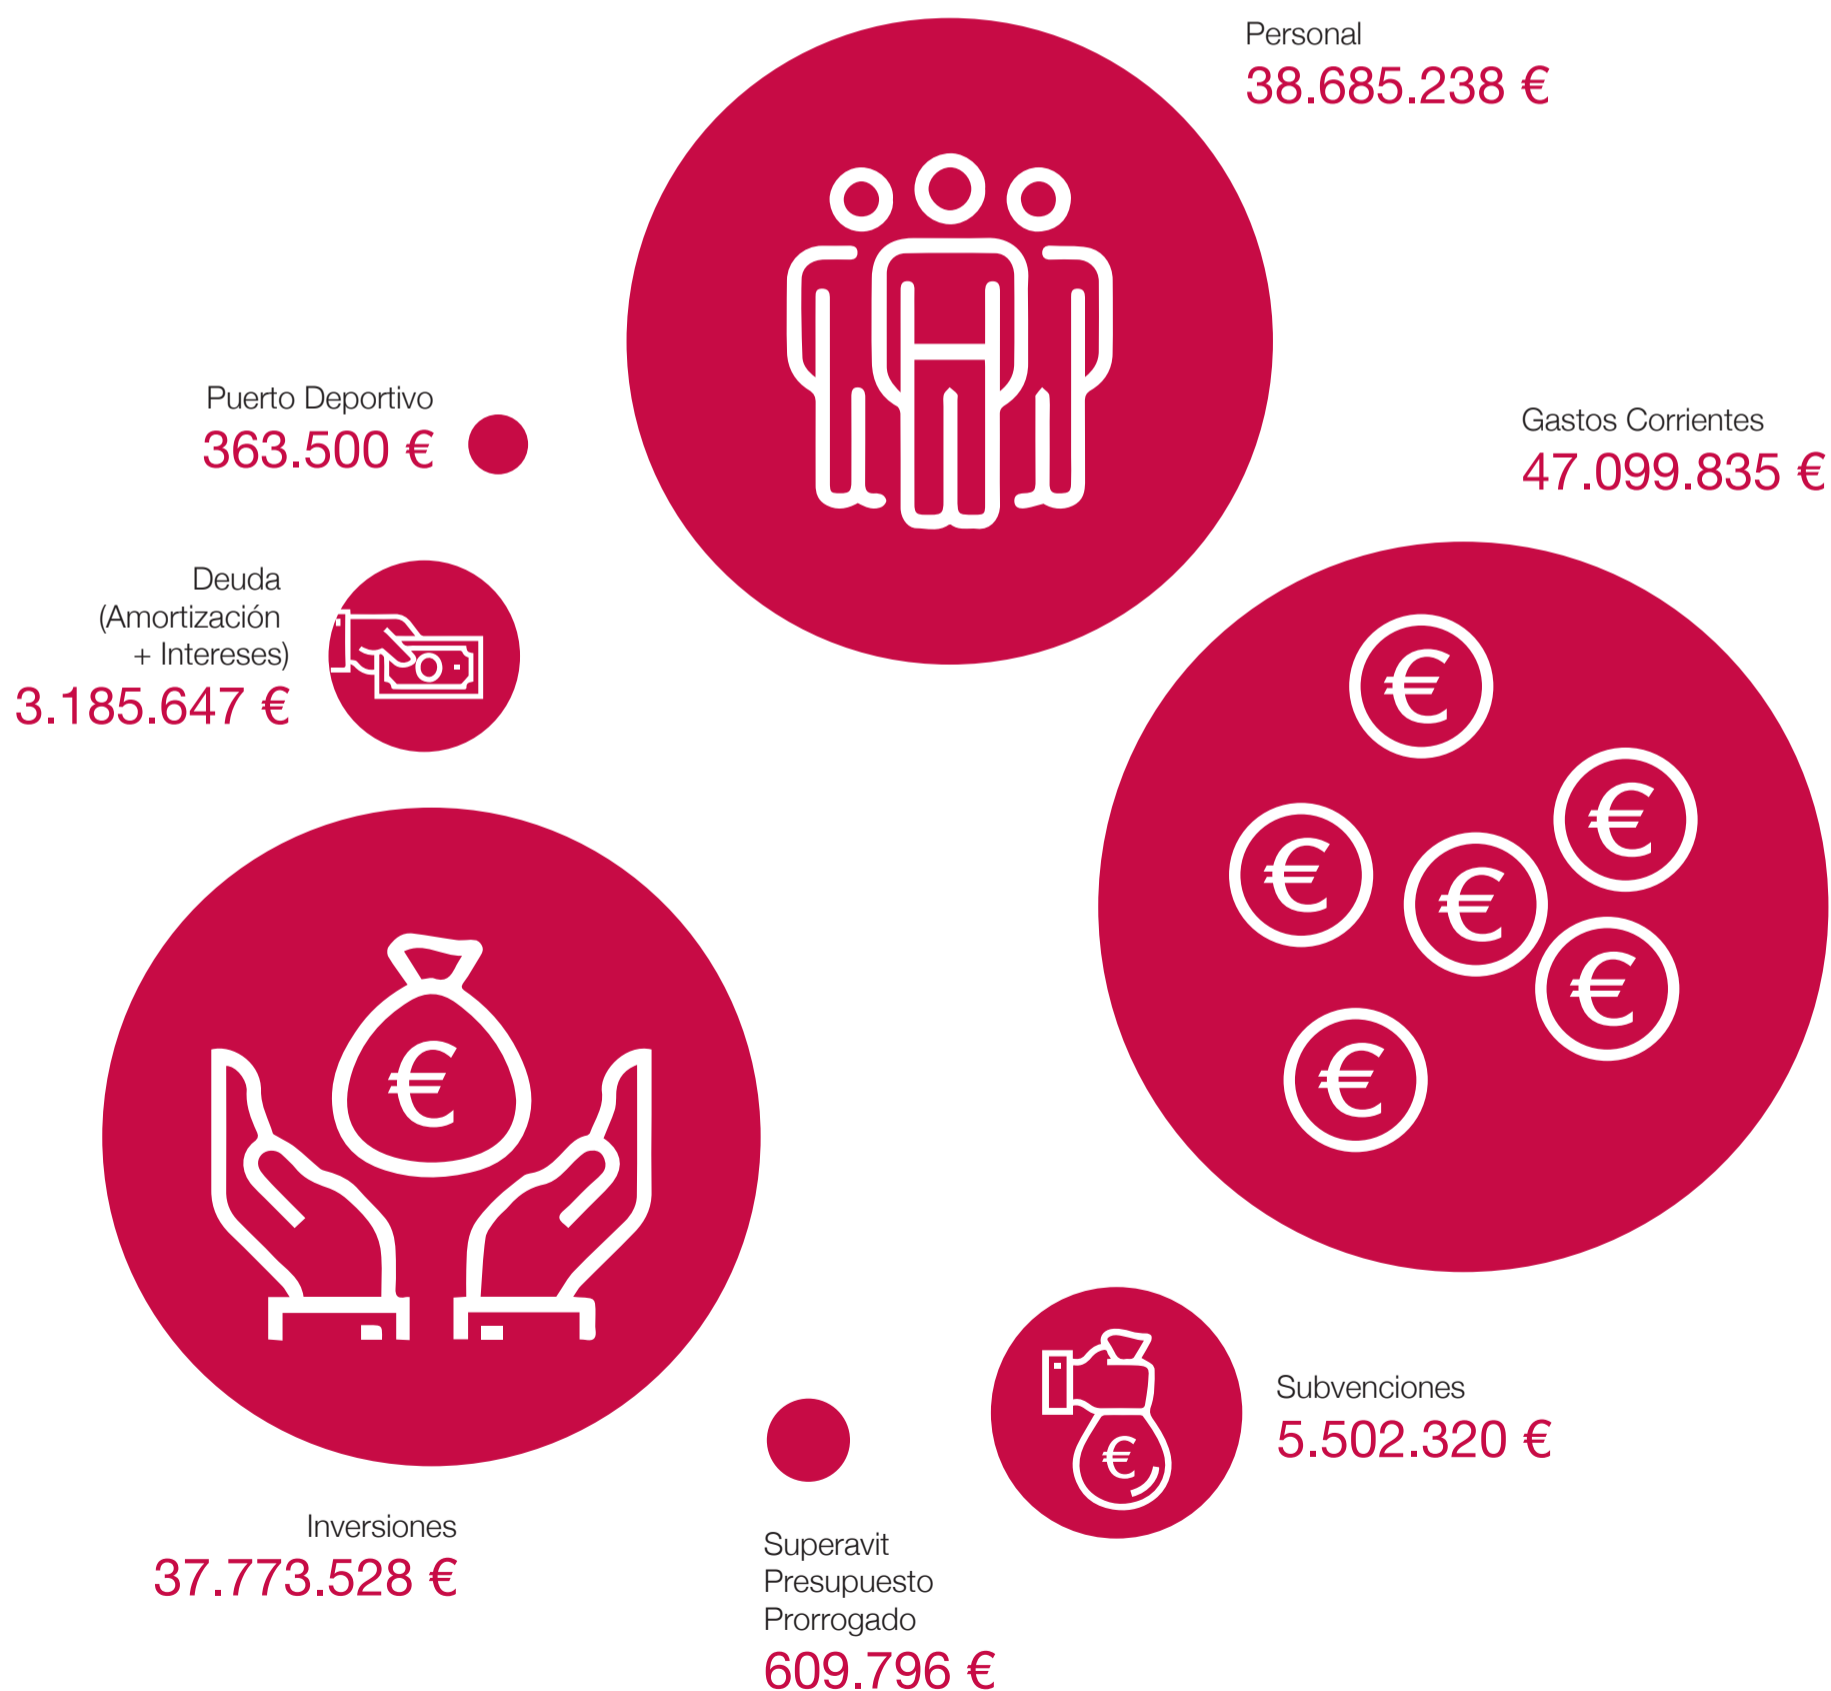 Personal
38.685.238 €
Puerto Deportivo
363.500 €
Gastos Corrientes
47.099.835 €
Deuda
(Amortización
+ Intereses)
3.185.647 €
€
€
€
€
€
€
€
€
Subvenciones
5.502.320 €
Inversiones
37.773.528 €
Superavit
Presupuesto
Prorrogado
609.796 €